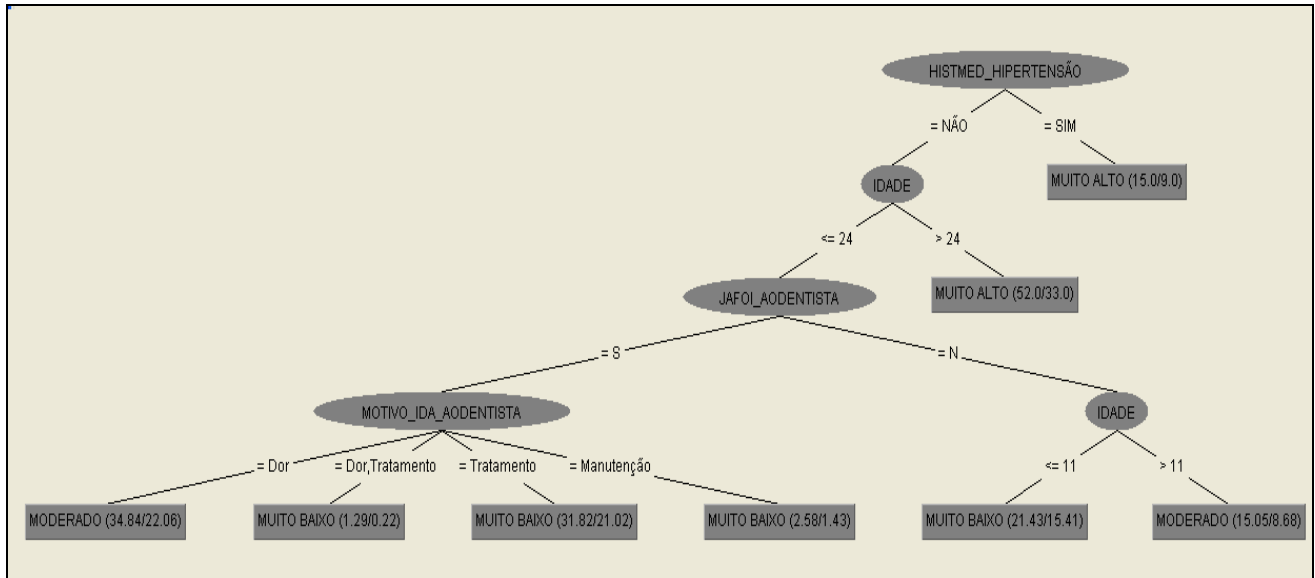 HISTMED_HIPERTENSÃO
= NÃO
= SIM
IDADE
MUITO ALTO (15.0/9.0)
<= 24
> 24
JAFOI_AODENTISTA
MUITO ALTO (52.0/33.0)
= S
= N
MOTIVO_IDA_AODENTISTA
IDADE
= Dor
= Dor,Tratamento
= Tratamento
= Manutenção
<= 11
> 11
MODERADO (34.84/22.06)
MUITO BAIXO (1.29/0.22)
MUITO BAIXO (31.82/21.02)
MUITO BAIXO (2.58/1.43)
MUITO BAIXO (21.43/15.41)
MODERADO (15.05/8.68)